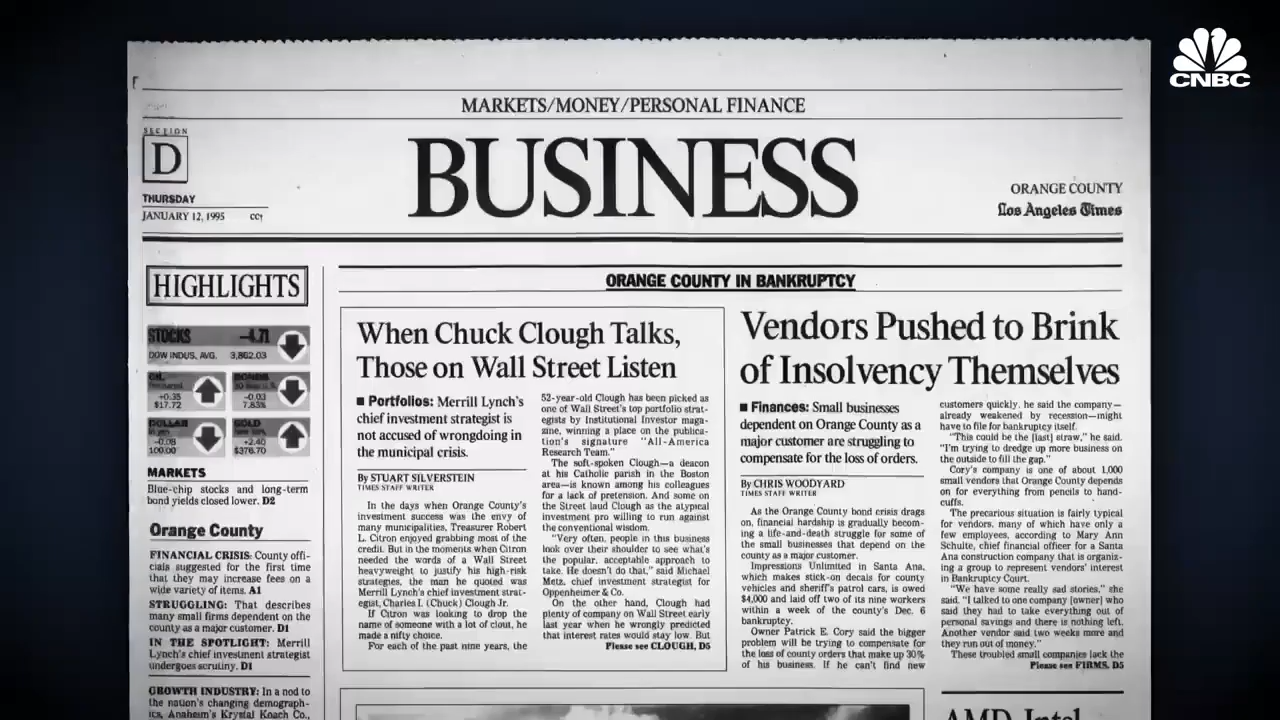 CNBC
MARKETS/MONEY/PERSONAL FINANCE
SECTION
D
BUSINESS
THURSDAY
JANUARY 12, 1995 CC†
ORANGE COUNTY
Los Angeles Times
HIGHLIGHTS
STOCKS −4.71
DOW INDUS. AVG. 3,862.03
OIL
+0.35
$17.72
BONDS
-0.03
7.83%
DOLLAR
-0.08
100.00
GOLD
+2.40
$376.70
MARKETS
Blue-chip stocks and long-term
bond yields closed lower. D2
Orange County
FINANCIAL CRISIS: County offi-
cials suggested for the first time
that they may increase fees on a
wide variety of items. A1
STRUGGLING: That describes
many small firms dependent on the
county as a major customer. D1
IN THE SPOTLIGHT: Merrill
Lynch's chief investment strategist
undergoes scrutiny. D1
GROWTH INDUSTRY: In a nod to
the nation's changing demograph-
ics, Anaheim's Krystal Koach Co.,
ORANGE COUNTY IN BANKRUPTCY
When Chuck Clough Talks,
Those on Wall Street Listen
■ Portfolios: Merrill Lynch's
chief investment strategist is
not accused of wrongdoing in
the municipal crisis.
By STUART SILVERSTEIN
TIMES STAFF WRITER
In the days when Orange County's
investment success was the envy of
many municipalities, Treasurer Robert
L. Citron enjoyed grabbing most of the
credit. But in the moments when Citron
needed the words of a Wall Street
heavyweight to justify his high-risk
strategies, the man he quoted was
Merrill Lynch's chief investment strat-
egist, Charles I. (Chuck) Clough Jr.
If Citron was looking to drop the
name of someone with a lot of clout, he
made a nifty choice.
For each of the past nine years, the
52-year-old Clough has been picked as
one of Wall Street's top portfolio strat-
egists by Institutional Investor maga-
zine, winning a place on the publica-
tion's signature "All-America
Research Team."
The soft-spoken Clough—a deacon
at his Catholic parish in the Boston
area—is known among his colleagues
for a lack of pretension. And some on
the Street laud Clough as the atypical
investment pro willing to run against
the conventional wisdom.
"Very often, people in this business
look over their shoulder to see what's
the popular, acceptable approach to
take. He doesn't do that," said Michael
Metz, chief investment strategist for
Oppenheimer & Co.
On the other hand, Clough had
plenty of company on Wall Street early
last year when he wrongly predicted
that interest rates would stay low. But
Please see CLOUGH, D5
Vendors Pushed to Brink
of Insolvency Themselves
■ Finances: Small businesses
dependent on Orange County as a
major customer are struggling to
compensate for the loss of orders.
By CHRIS WOODYARD
TIMES STAFF WRITER
As the Orange County bond crisis drags
on, financial hardship is gradually becom-
ing a life-and-death struggle for some of
the small businesses that depend on the
county as a major customer.
Impressions Unlimited in Santa Ana,
which makes stick-on decals for county
vehicles and sheriff's patrol cars, is owed
$4,000 and laid off two of its nine workers
within a week of the county's Dec. 6
bankruptcy.
Owner Patrick E. Cory said the bigger
problem will be trying to compensate for
the loss of county orders that make up 30%
of his business. If he can't find new
customers quickly, he said the company—
already weakened by recession—might
have to file for bankruptcy itself.
"This could be the [last] straw," he said.
"I'm trying to dredge up more business on
the outside to fill the gap."
Cory's company is one of about 1,000
small vendors that Orange County depends
on for everything from pencils to hand-
cuffs.
The precarious situation is fairly typical
for vendors, many of which have only a
few employees, according to Mary Ann
Schulte, chief financial officer for a Santa
Ana construction company that is organiz-
ing a group to represent vendors' interest
in Bankruptcy Court.
"We have some really sad stories," she
said. "I talked to one company [owner] who
said they had to take everything out of
personal savings and there is nothing left.
Another vendor said two weeks more and
they run out of money."
These troubled small companies lack the
Please see FIRMS, D5
AMD, Intel